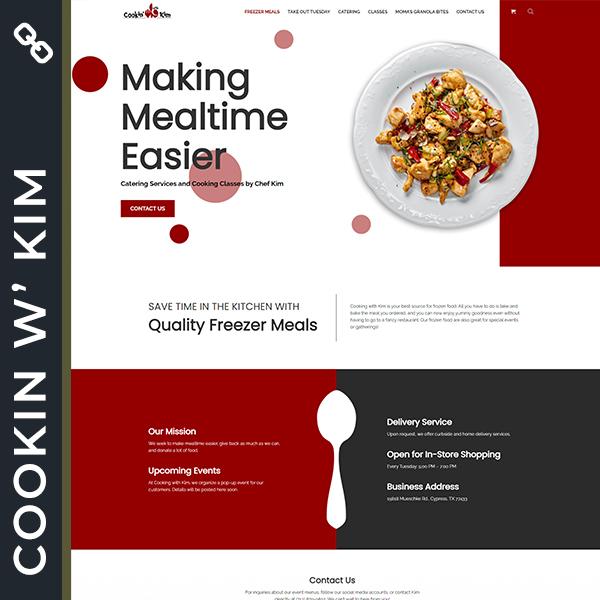 COOKIN W' KIM
Cookin' Kim
FREEZER MEALS TAKE OUT TUESDAY CATERING CLASSES MOMA'S GRANOLA BITES CONTACT US
Making
Mealtime
Easier
Catering Services and Cooking Classes by Chef Kim
CONTACT US
SAVE TIME IN THE KITCHEN WITH
Quality Freezer Meals
Cooking with Kim is your best source for frozen food. All you have to do is take and
bake the meal you ordered, and you can now enjoy yummy goodness even without
having to go to a fancy restaurant. Our frozen food are also great for special events
or gatherings!
Our Mission
We seek to make mealtime easier, give back as much as we can,
and donate a lot of food.
Upcoming Events
At Cooking with Kim, we organize a pop-up event for our
customers. Details will be posted here soon.
Delivery Service
Upon request, we offer curbside and home delivery services.
Open for In-Store Shopping
Every Tuesday: 5:00 PM – 7:00 PM
Business Address
Mueschke Rd., Cypress, TX 77433
Contact Us
For inquiries about our event menus, follow our social media accounts, or contact Kim